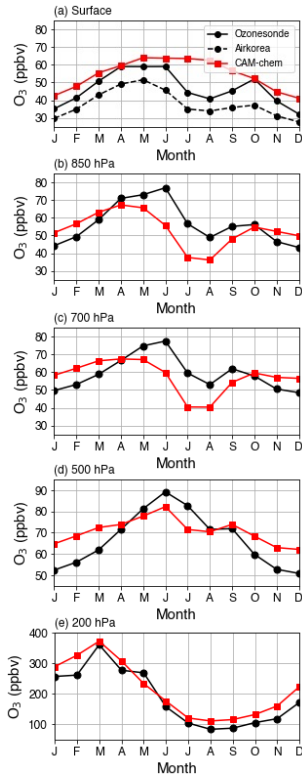 (a) Surface
80
70
60
50
40
30
O₃ (ppbv)
Ozonesonde
Airkorea
CAM-chem
J F M A M J J A S O N D
Month
(b) 850 hPa
80
70
60
50
40
30
O₃ (ppbv)
J F M A M J J A S O N D
Month
(c) 700 hPa
80
70
60
50
40
30
O₃ (ppbv)
J F M A M J J A S O N D
Month
(d) 500 hPa
90
80
70
60
50
O₃ (ppbv)
J F M A M J J A S O N D
Month
(e) 200 hPa
400
300
200
100
O₃ (ppbv)
J F M A M J J A S O N D
Month